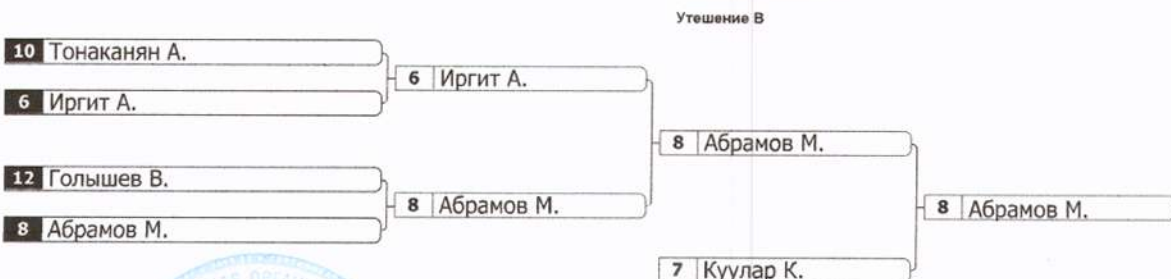 Утешение В
10 Тонаканян А.
6 Иргит А.
6 Иргит А.
8 Абрамов М.
12 Голышев В.
8 Абрамов М.
8 Абрамов М.
8 Абрамов М.
7 Куулар К.